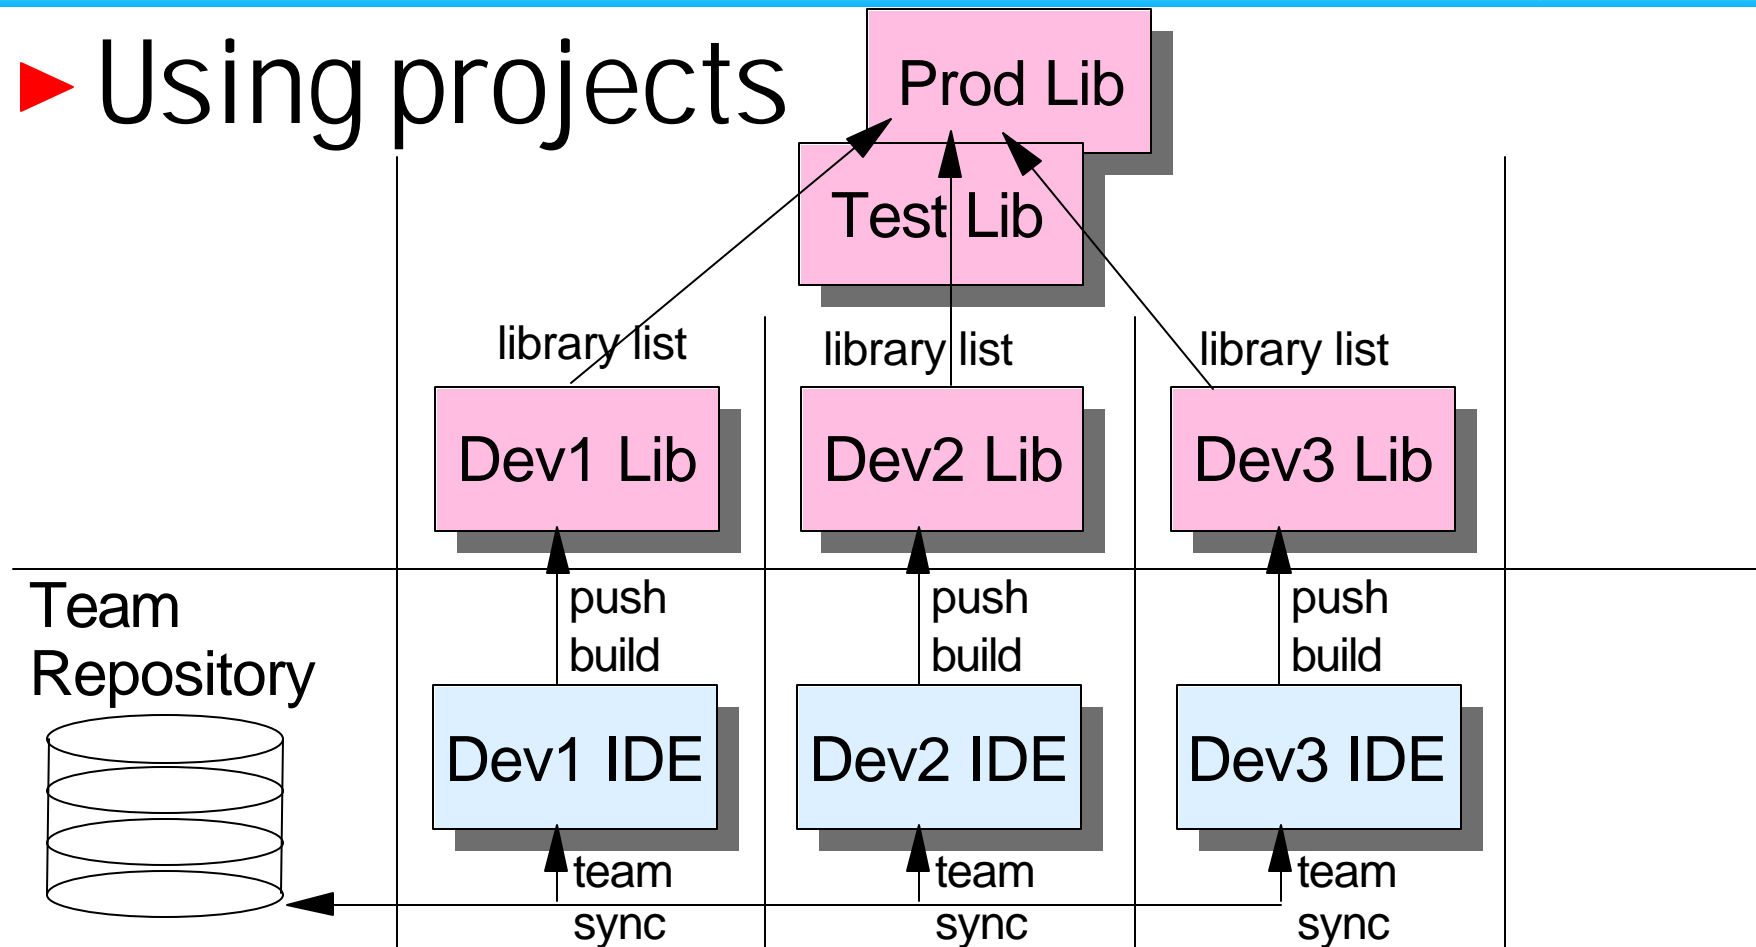 Using projects
Prod Lib
Test Lib
library list
library list
library list
Dev1 Lib
Dev2 Lib
Dev3 Lib
Team
Repository
push
build
push
build
push
build
Dev1 IDE
Dev2 IDE
Dev3 IDE
team
sync
team
sync
team
sync